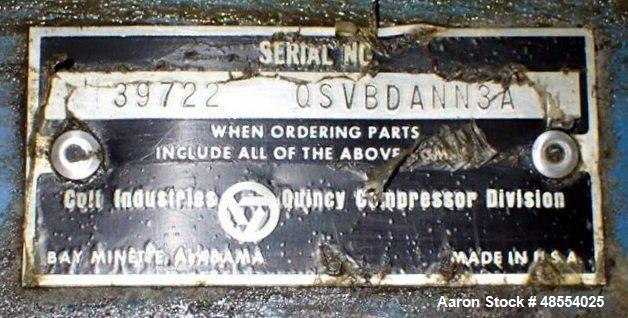 SERIAL NO
39722 QSVBDANN3A
WHEN ORDERING PARTS
INCLUDE ALL OF THE ABOVE
Colt Industries Quincy Compressor Division
BAY MINETTE, ALABAMA MADE IN U.S.A.
Aaron Stock # 48554025